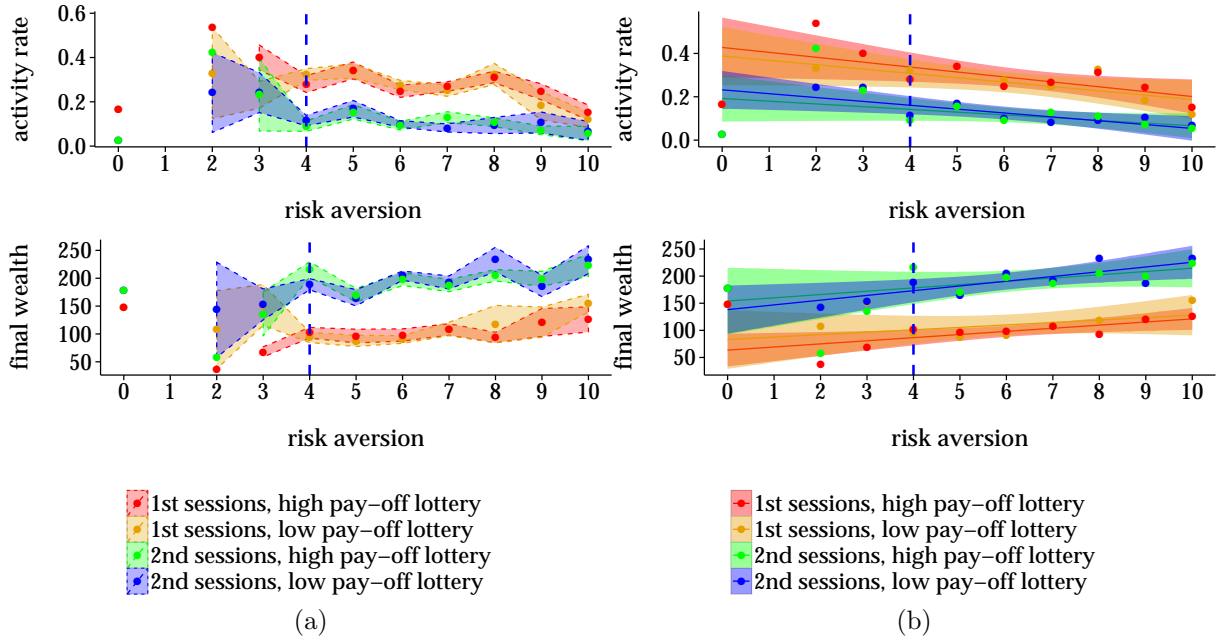 activity rate
0.6
0.4
0.2
0.0
0 1 2 3 4 5 6 7 8 9 10
risk aversion
final wealth
250
200
150
100
50
0 1 2 3 4 5 6 7 8 9 10
risk aversion
1st sessions, high pay−off lottery
1st sessions, low pay−off lottery
2nd sessions, high pay−off lottery
2nd sessions, low pay−off lottery
(a)
activity rate
0.4
0.2
0.0
0 1 2 3 4 5 6 7 8 9 10
risk aversion
final wealth
250
200
150
100
50
0 1 2 3 4 5 6 7 8 9 10
risk aversion
1st sessions, high pay−off lottery
1st sessions, low pay−off lottery
2nd sessions, high pay−off lottery
2nd sessions, low pay−off lottery
(b)